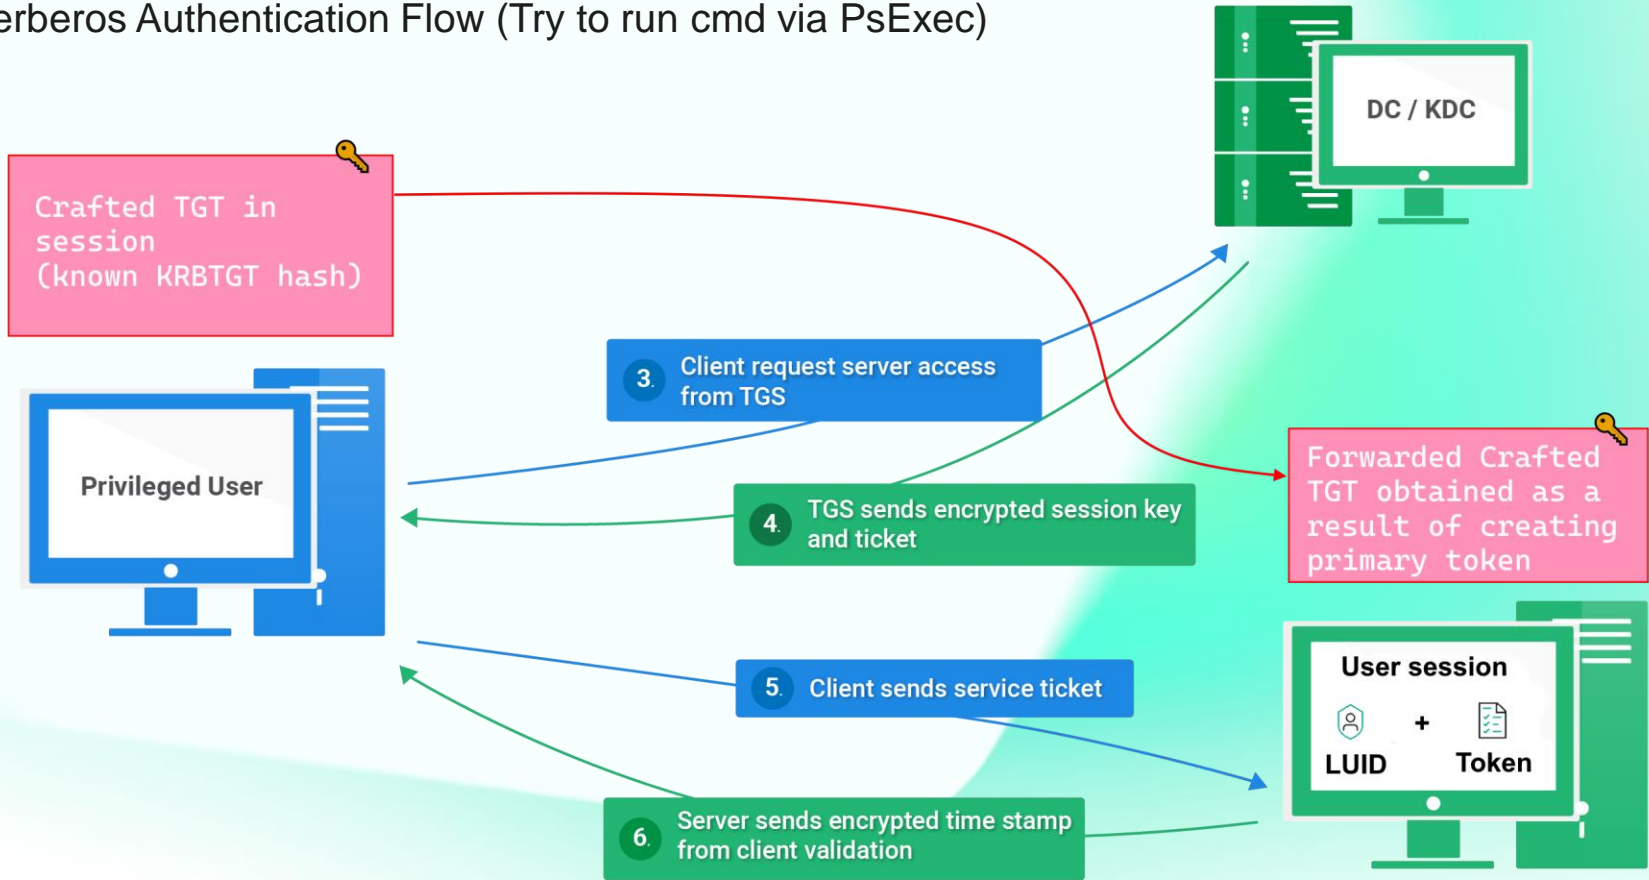 erberos Authentication Flow (Try to run cmd via PsExec)
DC / KDC
Crafted TGT in
session
(known KRBTGT hash)
3. Client request server access
from TGS
Privileged User
Forwarded Crafted
TGT obtained as a
result of creating
primary token
4. TGS sends encrypted session key
and ticket
5. Client sends service ticket
User session
+
LUID Token
6. Server sends encrypted time stamp
from client validation